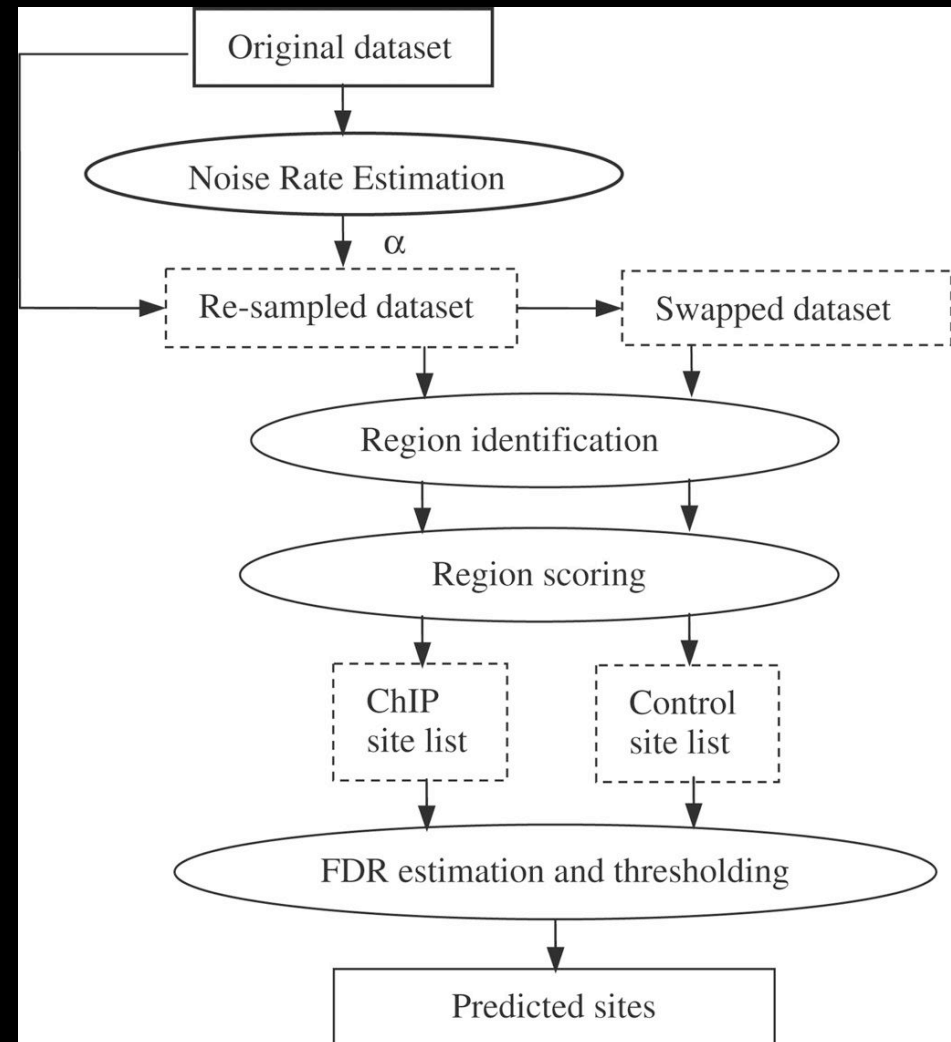 Original dataset
Noise Rate Estimation
α
Re-sampled dataset
Swapped dataset
Region identification
Region scoring
ChIP
site list
Control
site list
FDR estimation and thresholding
Predicted sites